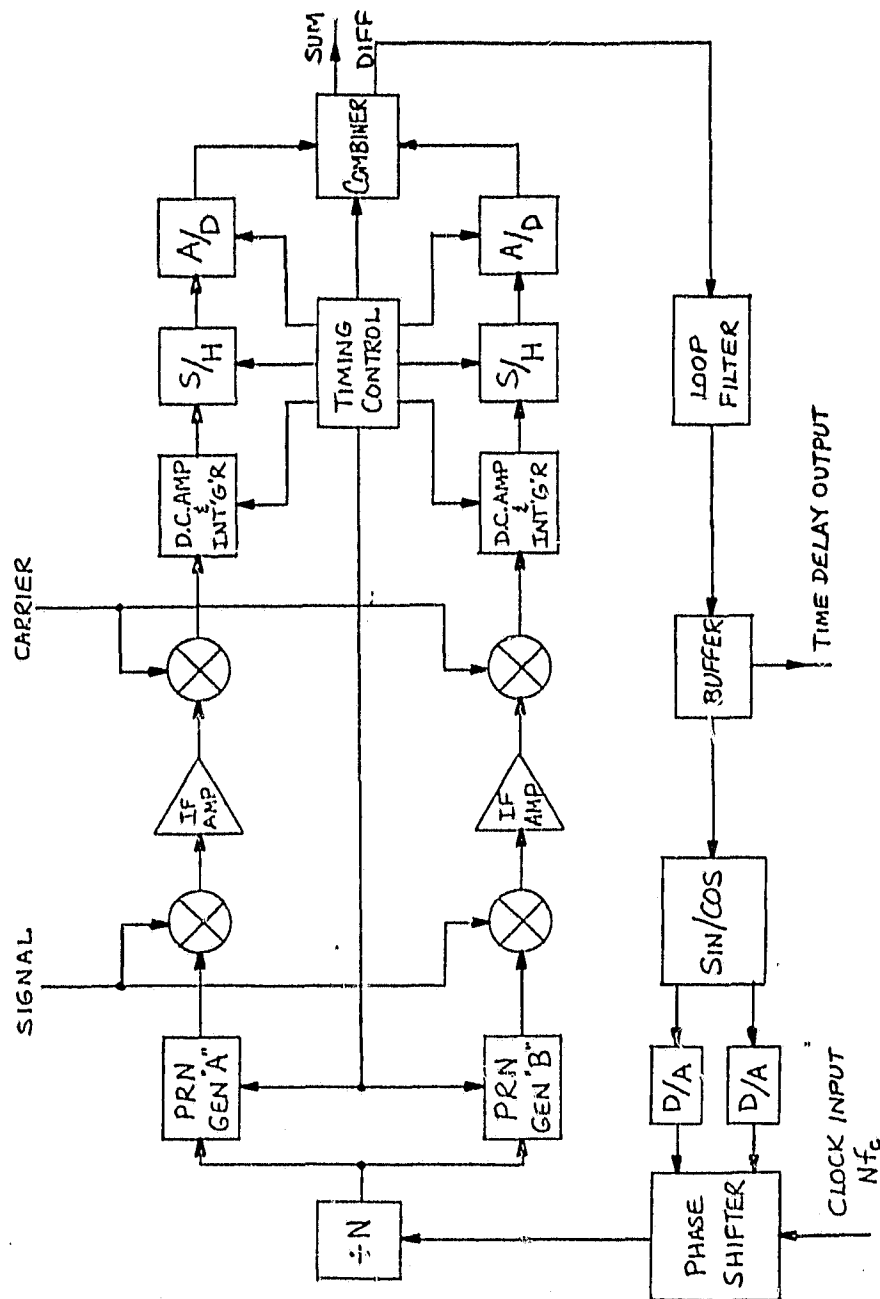 SIGNAL
CARRIER
SUM
DIFF
÷N
PRN
GEN "A"
IF
AMP
D.C. AMP
&
INT'G'R
S/H
A/D
TIMING
CONTROL
COMBINER
PRN
GEN "B"
IF
AMP
D.C. AMP
&
INT'G'R
S/H
A/D
PHASE
SHIFTER
D/A
D/A
SIN/COS
BUFFER
LOOP
FILTER
CLOCK INPUT
Nfc
TIME DELAY OUTPUT